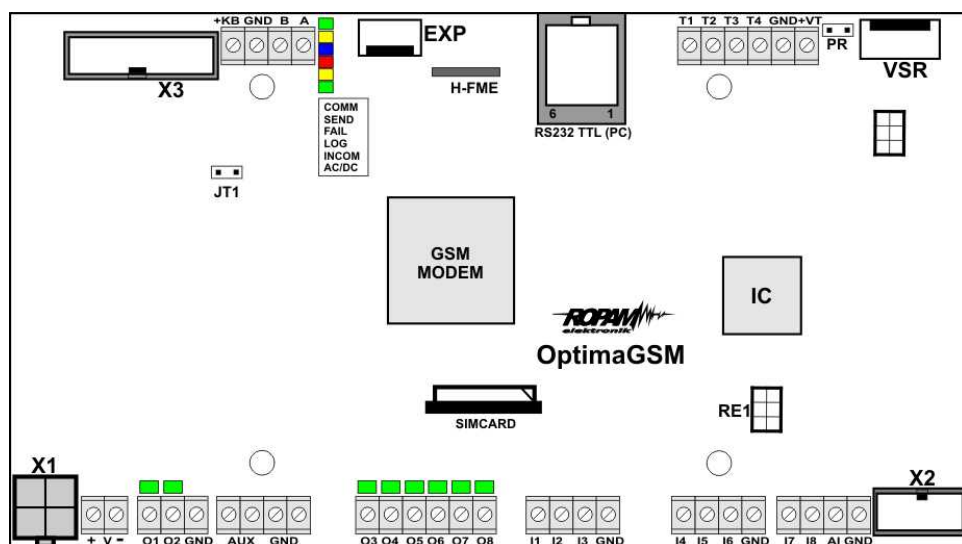 +KB GND B A
EXP
T1 T2 T3 T4 GND+VT
PR
VSR
X3
H-FME
6 1
RS232 TTL (PC)
COMM
SEND
FAIL
LOG
INCOM
AC/DC
JT1
GSM
MODEM
IC
ROPAM
elektronik
OptimaGSM
SIMCARD
RE1
X1
X2
+ V –
O1 O2 GND
AUX GND
O3 O4 O5 O6 O7 O8
I1 I2 I3 GND
I4 I5 I6 GND
I7 I8 AI GND